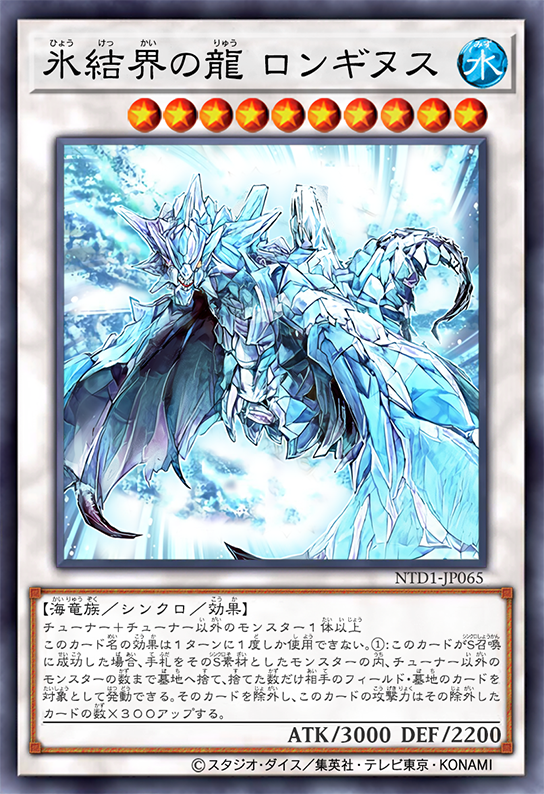 氷結界の龍 ロンギヌス
水
NTD1-JP065
【海竜族/シンクロ/効果】
チューナー+チューナー以外のモンスター1体以上
このカード名の効果は1ターンに1度しか使用できない。①:このカードがS召喚
に成功した場合、手札をそのS素材としたモンスターの内、チューナー以外の
モンスターの数まで墓地へ捨て、捨てた数だけ相手のフィールド・墓地のカードを
対象として発動できる。そのカードを除外し、このカードの攻撃力はその除外した
カードの数×300アップする。
ATK/3000 DEF/2200
©スタジオ・ダイス/集英社・テレビ東京・KONAMI